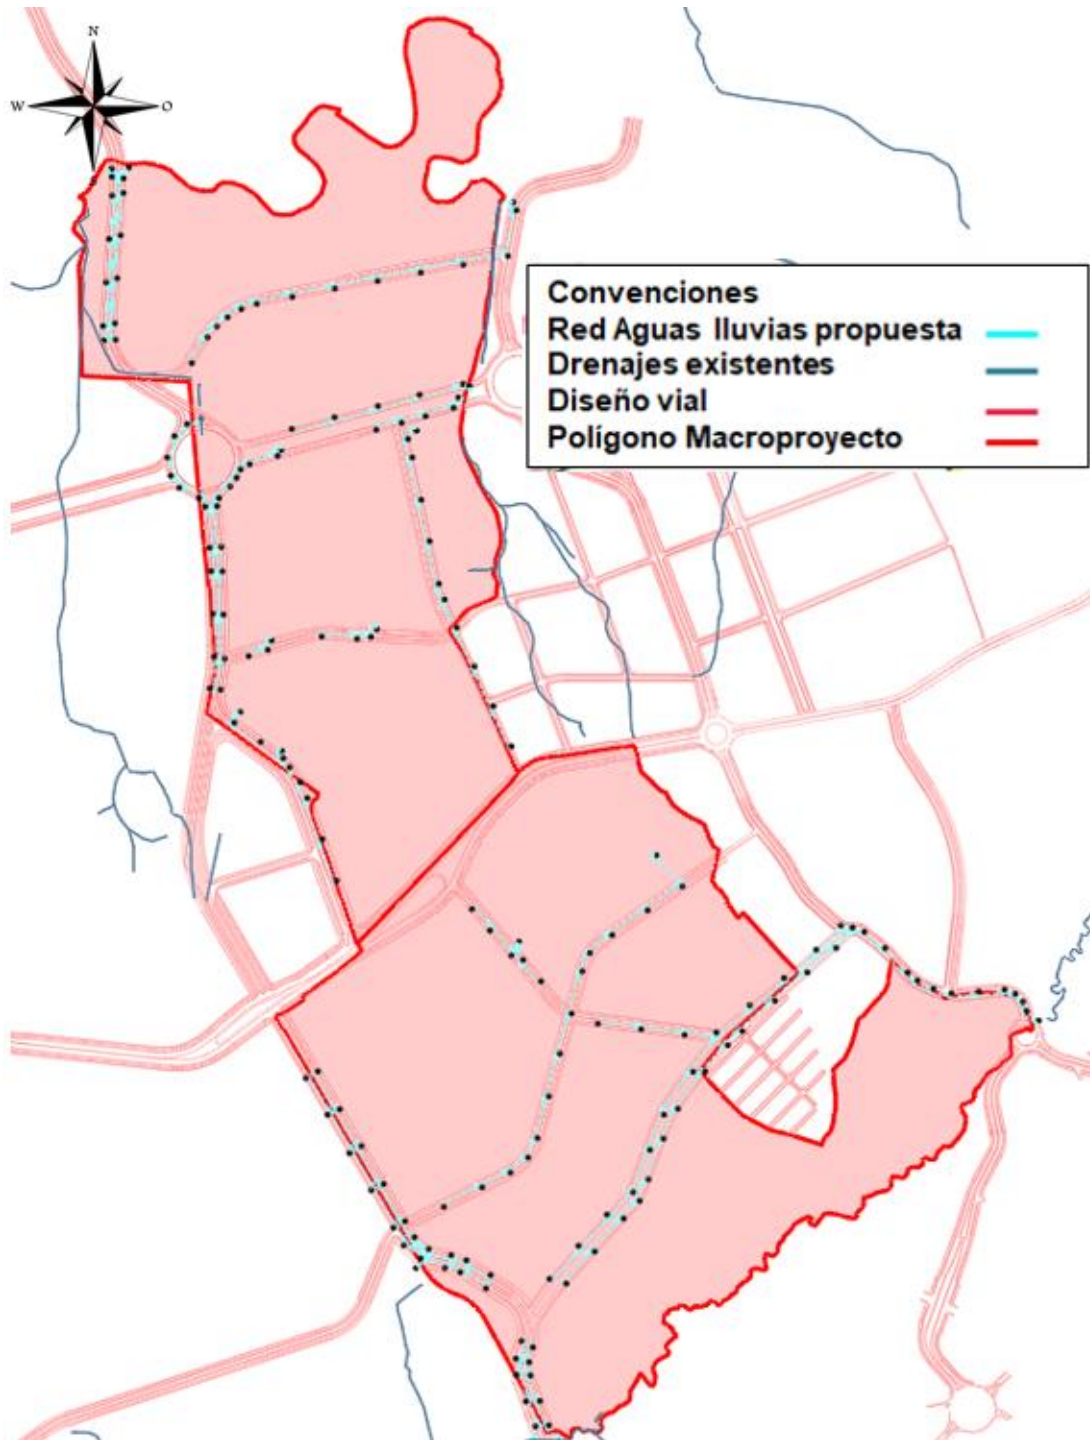 N
W
O
S
Convenciones
Red Aguas lluvias propuesta
Drenajes existentes
Diseño vial
Polígono Macroproyecto